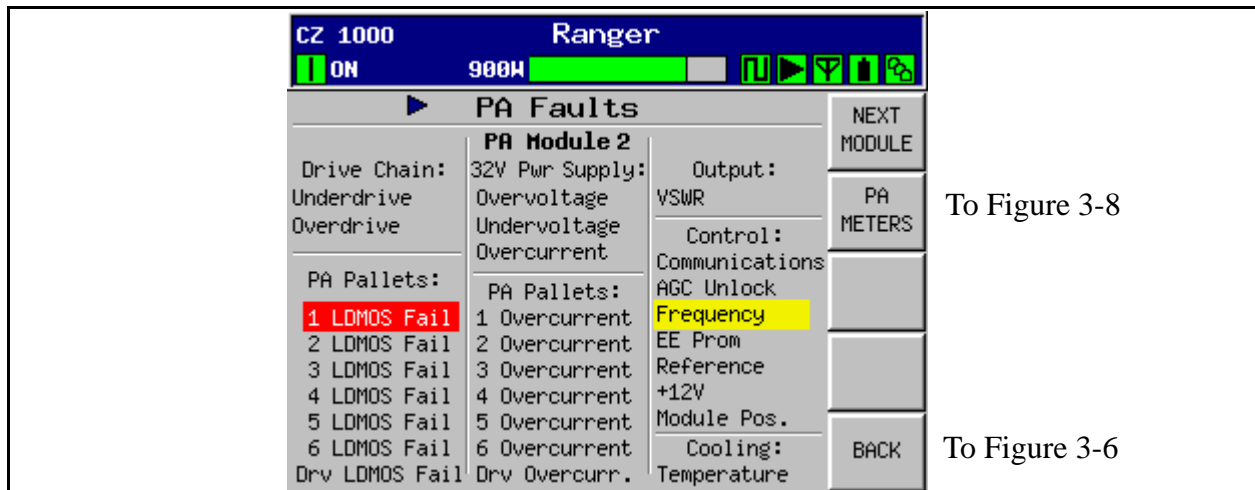 CZ 1000 Ranger
ON 900W
PA Faults
PA Module 2
Drive Chain:
Underdrive
Overdrive
PA Pallets:
1 LDMOS Fail
2 LDMOS Fail
3 LDMOS Fail
4 LDMOS Fail
5 LDMOS Fail
6 LDMOS Fail
Drv LDMOS Fail
32V Pwr Supply:
Overvoltage
Undervoltage
Overcurrent
PA Pallets:
1 Overcurrent
2 Overcurrent
3 Overcurrent
4 Overcurrent
5 Overcurrent
6 Overcurrent
Drv Overcurr.
Output:
VSWR
Control:
Communications
AGC Unlock
Frequency
EE Prom
Reference
+12V
Module Pos.
Cooling:
Temperature
NEXT
MODULE
PA
METERS
BACK
To Figure 3-8
To Figure 3-6